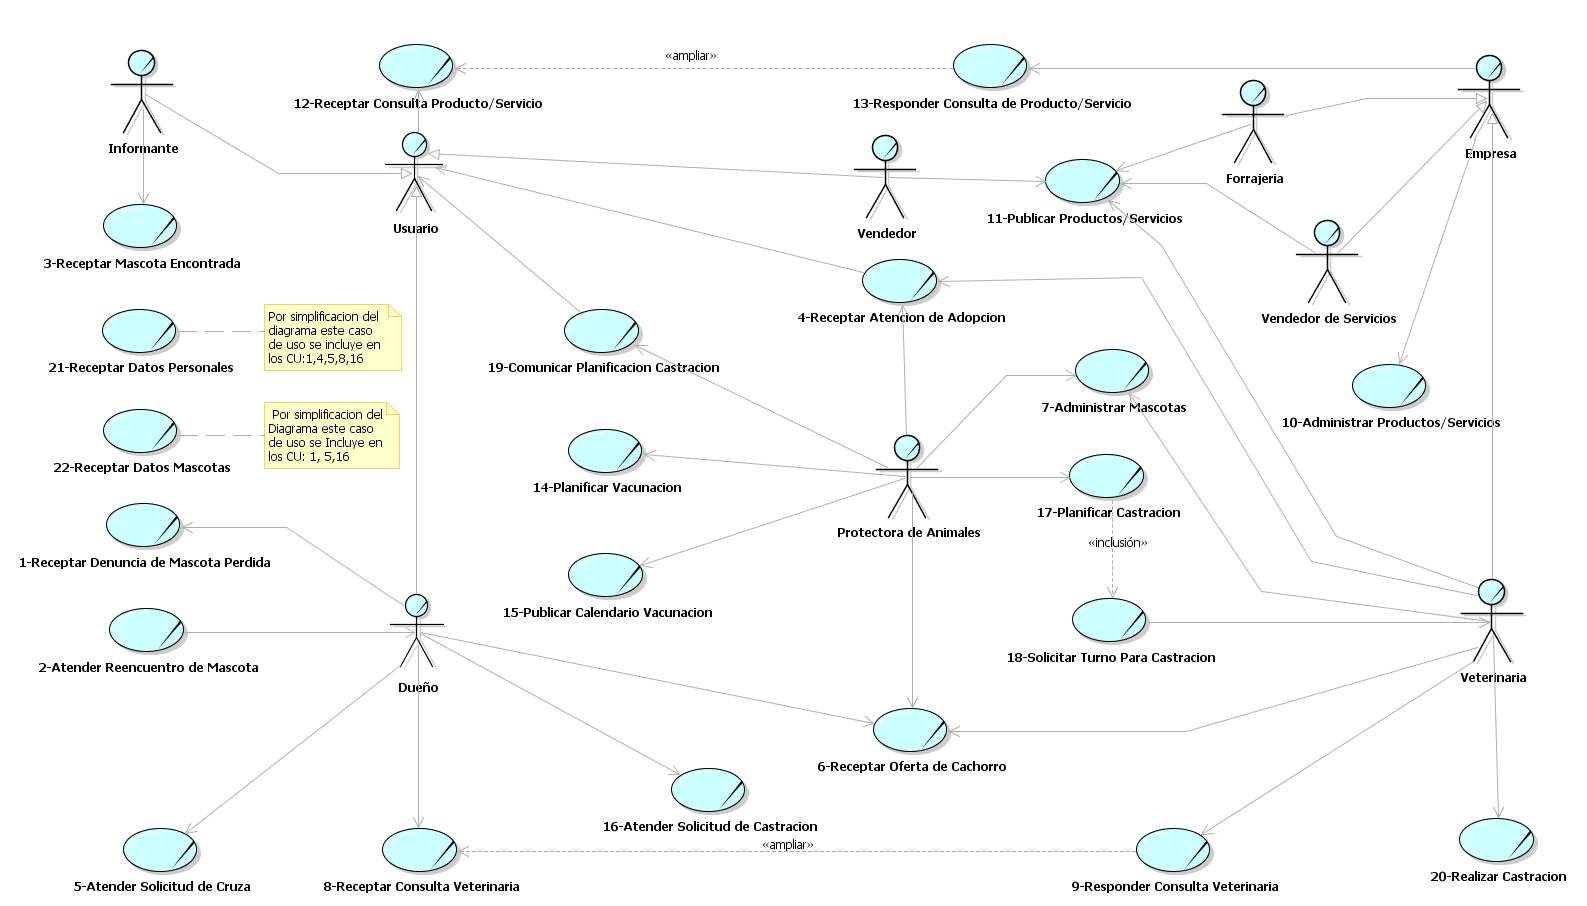 «ampliar»
12-Receptar Consulta Producto/Servicio
13-Responder Consulta de Producto/Servicio
Informante
Empresa
Forrajeria
Usuario
Vendedor
11-Publicar Productos/Servicios
3-Receptar Mascota Encontrada
4-Receptar Atencion de Adopcion
Vendedor de Servicios
Por simplificacion del
diagrama este caso
de uso se incluye en
los CU:1,4,5,8,16
21-Receptar Datos Personales
19-Comunicar Planificacion Castracion
7-Administrar Mascotas
10-Administrar Productos/Servicios
Por simplificacion del
Diagrama este caso
de uso se Incluye en
los CU: 1, 5,16
22-Receptar Datos Mascotas
14-Planificar Vacunacion
17-Planificar Castracion
Protectora de Animales
«inclusión»
1-Receptar Denuncia de Mascota Perdida
15-Publicar Calendario Vacunacion
2-Atender Reencuentro de Mascota
18-Solicitar Turno Para Castracion
Dueño
Veterinaria
6-Receptar Oferta de Cachorro
16-Atender Solicitud de Castracion
«ampliar»
5-Atender Solicitud de Cruza
8-Receptar Consulta Veterinaria
9-Responder Consulta Veterinaria
20-Realizar Castracion